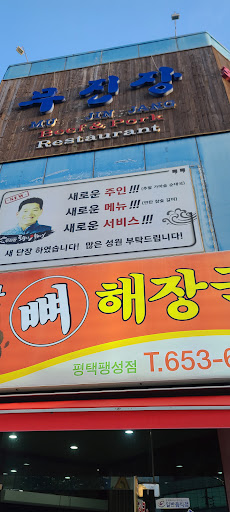 무진장
MU JIN JANG
Beef & Pork
Restaurant
새로운 주인!!!
새로운 메뉴!!!
새로운 서비스!!!
새 단장 하였습니다! 많은 성원 부탁드립니다!
뼈 해장국
평택팽성점 T.653-6